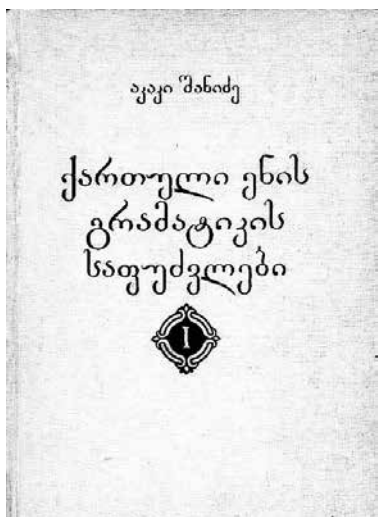 აკაკი შანიძე
ქართული ენის
გრამატიკის
საფუძვლები
I